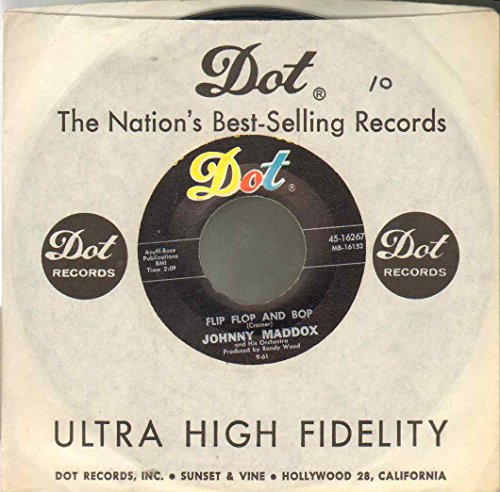 Dot®
10
The Nation's Best-Selling Records
Dot®
45-16267
MB-16152
Acuff-Rose
Publications
BMI
Time 2:09
Dot
RECORDS
Dot
RECORDS
FLIP FLOP AND BOP
(Cramer)
JOHNNY MADDOX
and His Orchestra
Produced by Randy Wood
9-61
ULTRA HIGH FIDELITY
DOT RECORDS, INC. • SUNSET & VINE • HOLLYWOOD 28, CALIFORNIA